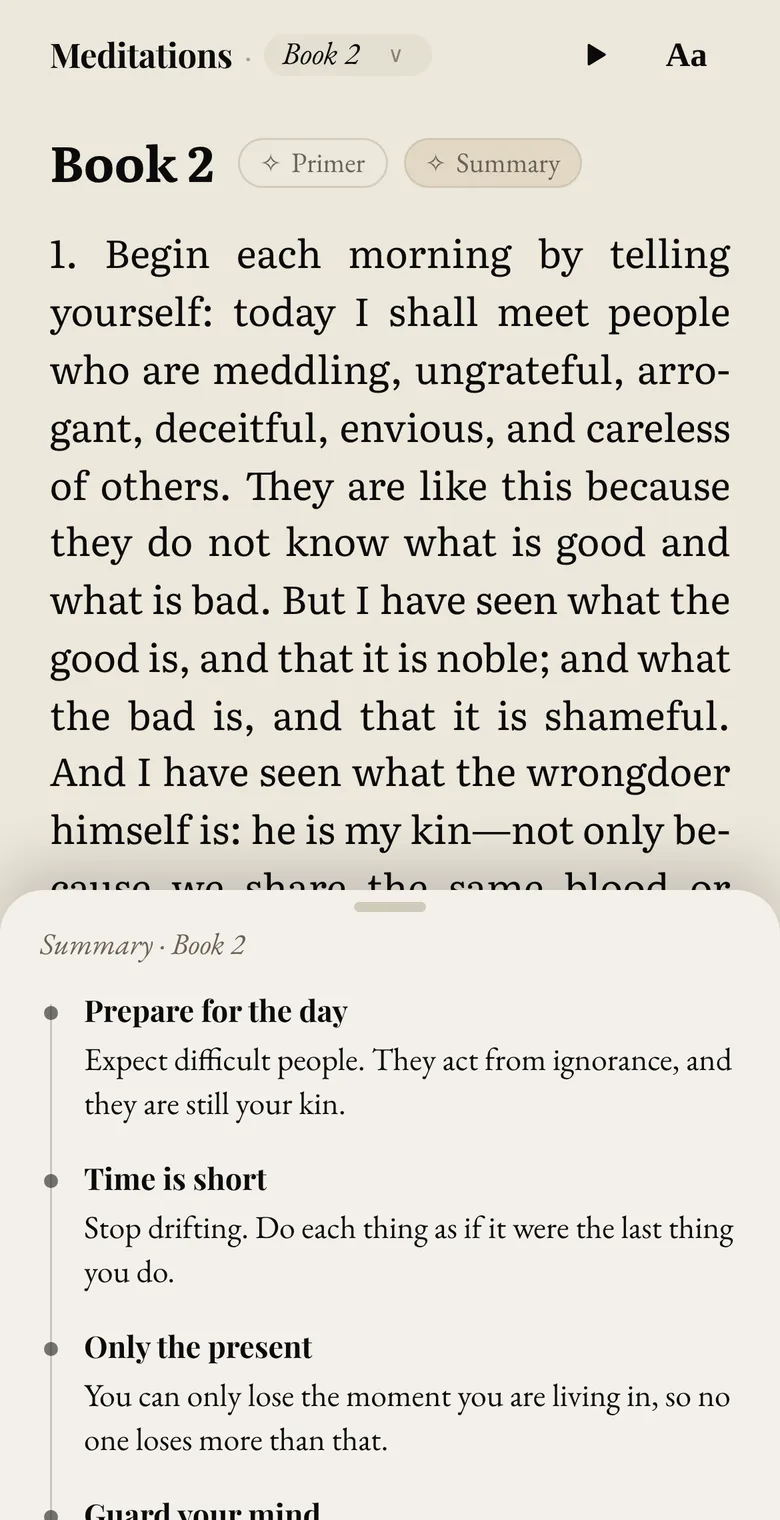 Meditations · Book 2 ∨
Aa
Book 2 ✧ Primer ✧ Summary
1. Begin each morning by telling
yourself: today I shall meet people
who are meddling, ungrateful, arro-
gant, deceitful, envious, and careless
of others. They are like this because
they do not know what is good and
what is bad. But I have seen what the
good is, and that it is noble; and what
the bad is, and that it is shameful.
And I have seen what the wrongdoer
himself is: he is my kin—not only be-
cause we share the same blood or
Summary · Book 2
Prepare for the day
Expect difficult people. They act from ignorance, and
they are still your kin.
Time is short
Stop drifting. Do each thing as if it were the last thing
you do.
Only the present
You can only lose the moment you are living in, so no
one loses more than that.
Guard your mind